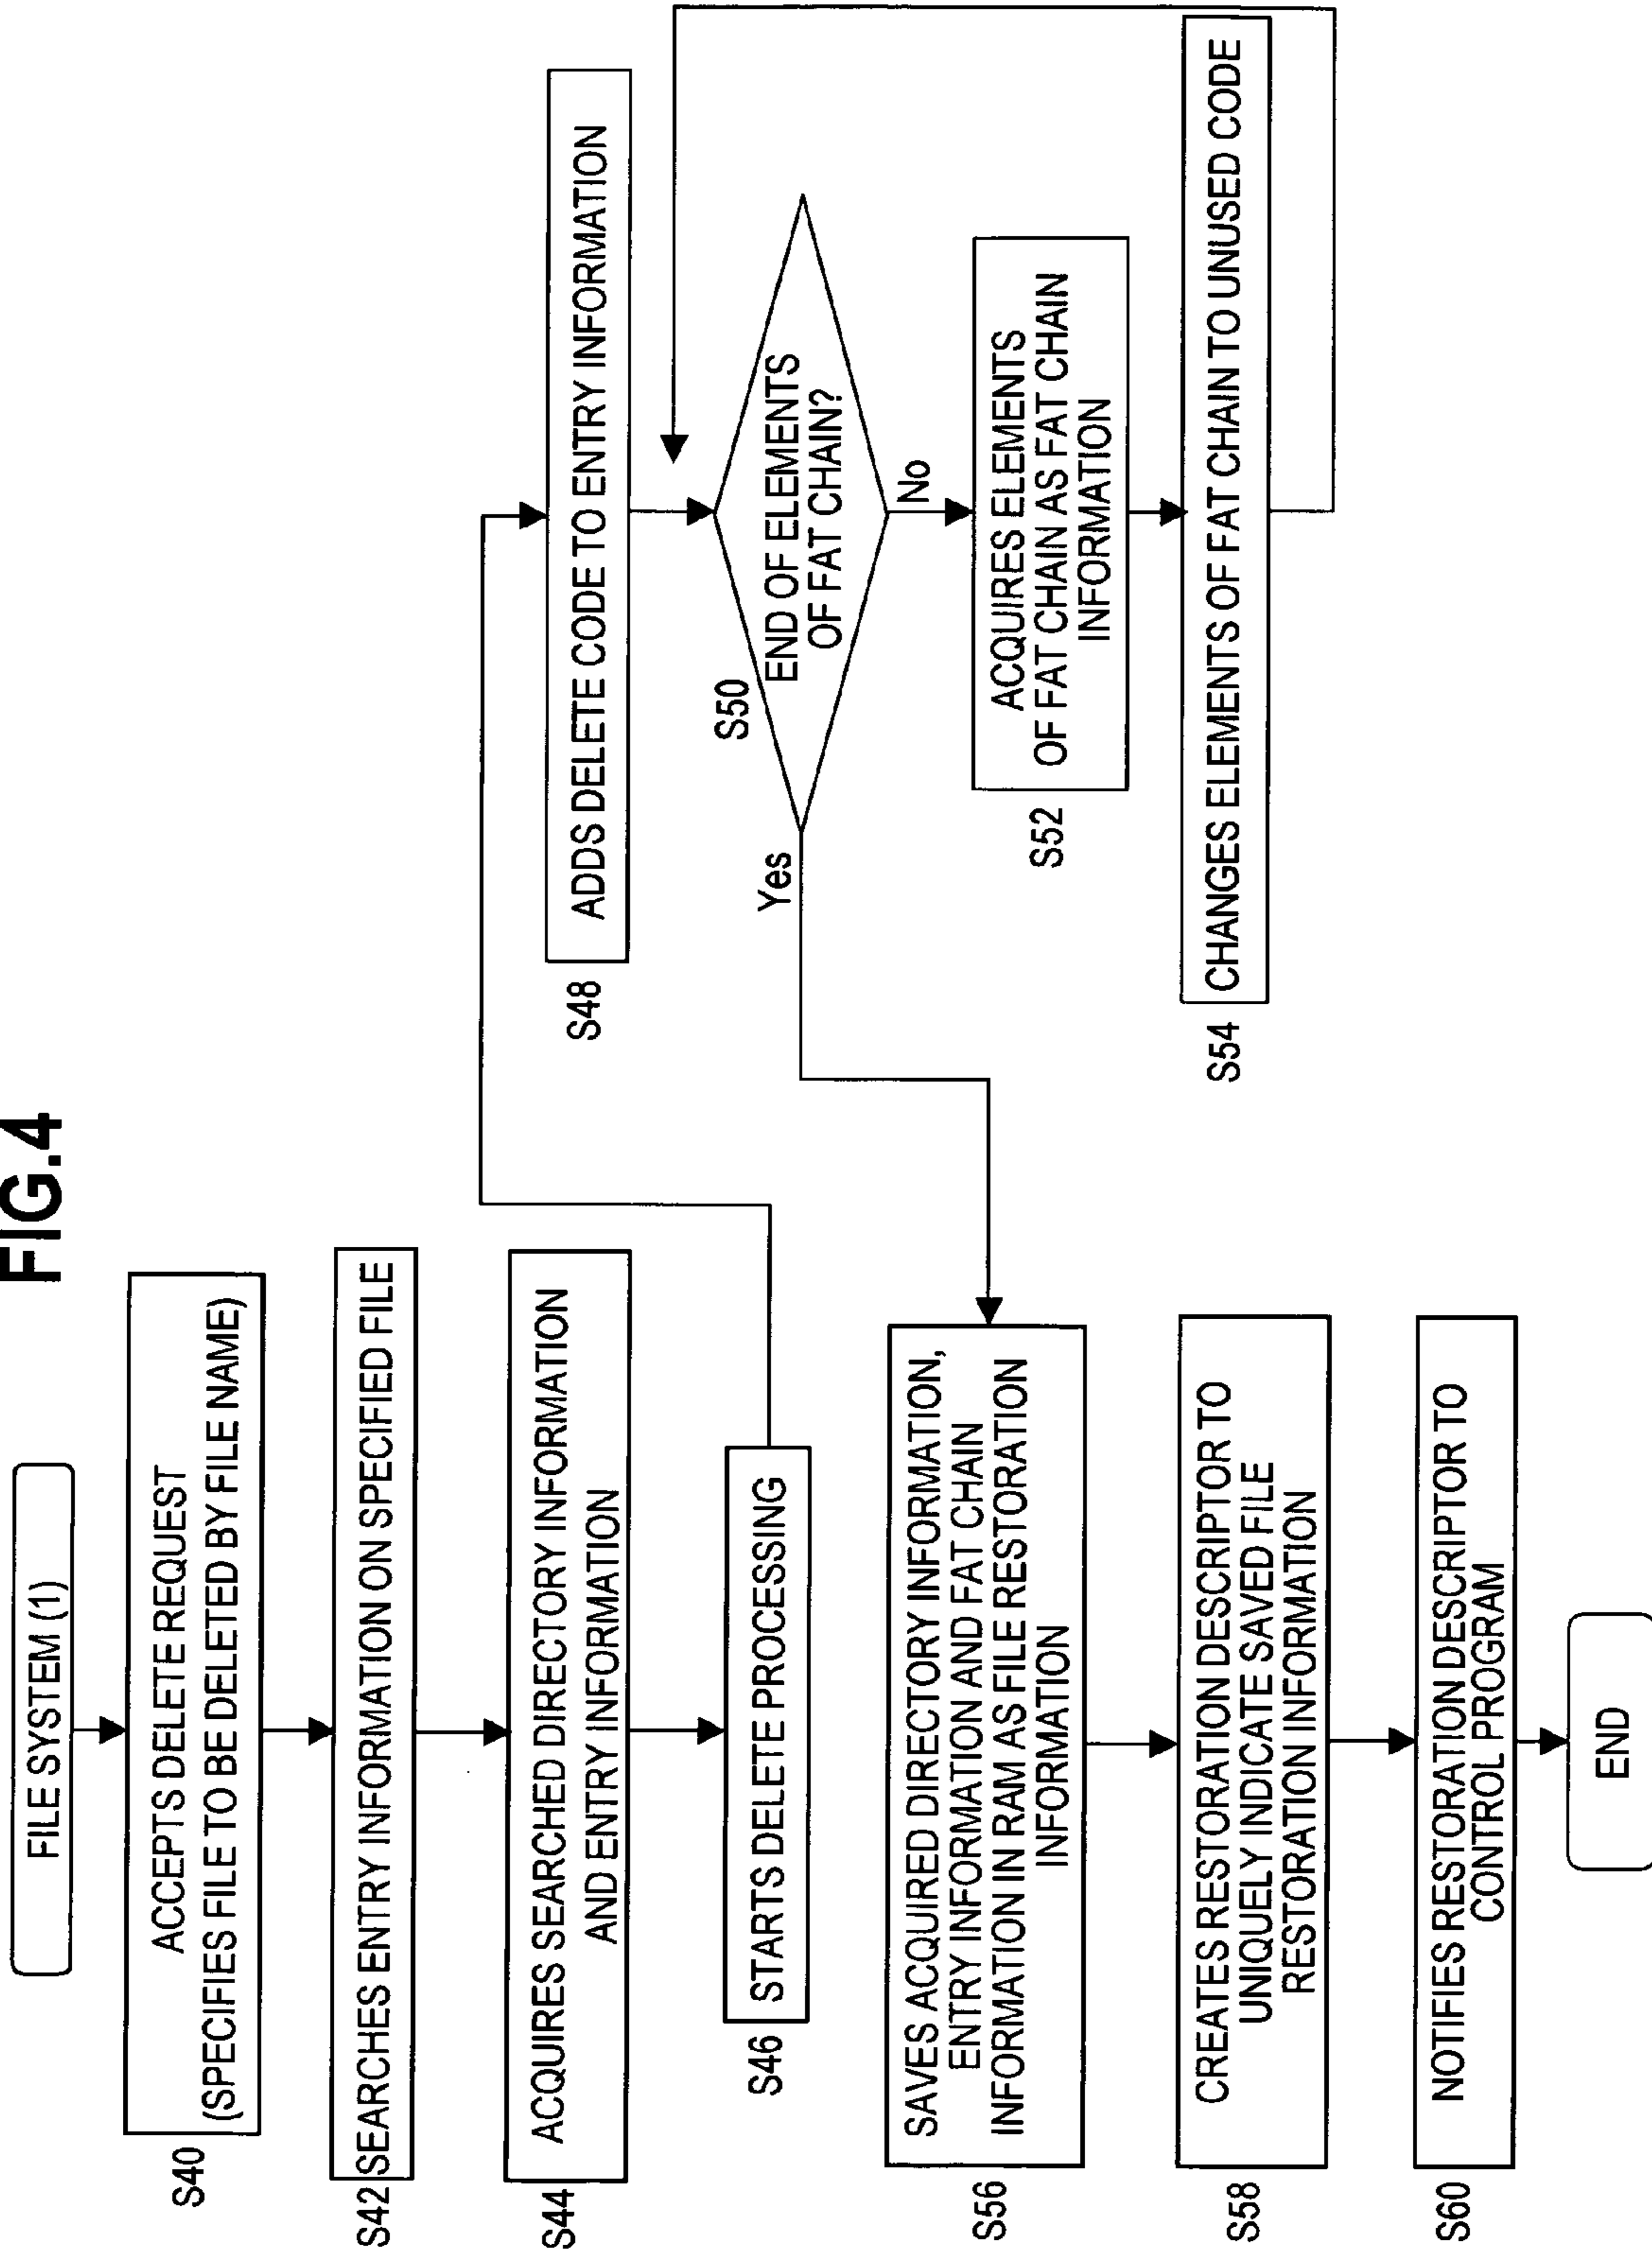 FIG.4
FILE SYSTEM (1)
S40
ACCEPTS DELETE REQUEST
(SPECIFIES FILE TO BE DELETED BY FILE NAME)
S42
SEARCHES ENTRY INFORMATION ON SPECIFIED FILE
S44
ACQUIRES SEARCHED DIRECTORY INFORMATION
AND ENTRY INFORMATION
S46
STARTS DELETE PROCESSING
S48
ADDS DELETE CODE TO ENTRY INFORMATION
S50
END OF ELEMENTS
OF FAT CHAIN?
Yes
No
S52
ACQUIRES ELEMENTS
OF FAT CHAIN AS FAT CHAIN
INFORMATION
S54
CHANGES ELEMENTS OF FAT CHAIN TO UNUSED CODE
S56
SAVES ACQUIRED DIRECTORY INFORMATION,
ENTRY INFORMATION AND FAT CHAIN
INFORMATION IN RAM AS FILE RESTORATION
INFORMATION
S58
CREATES RESTORATION DESCRIPTOR TO
UNIQUELY INDICATE SAVED FILE
RESTORATION INFORMATION
S60
NOTIFIES RESTORATION DESCRIPTOR TO
CONTROL PROGRAM
END